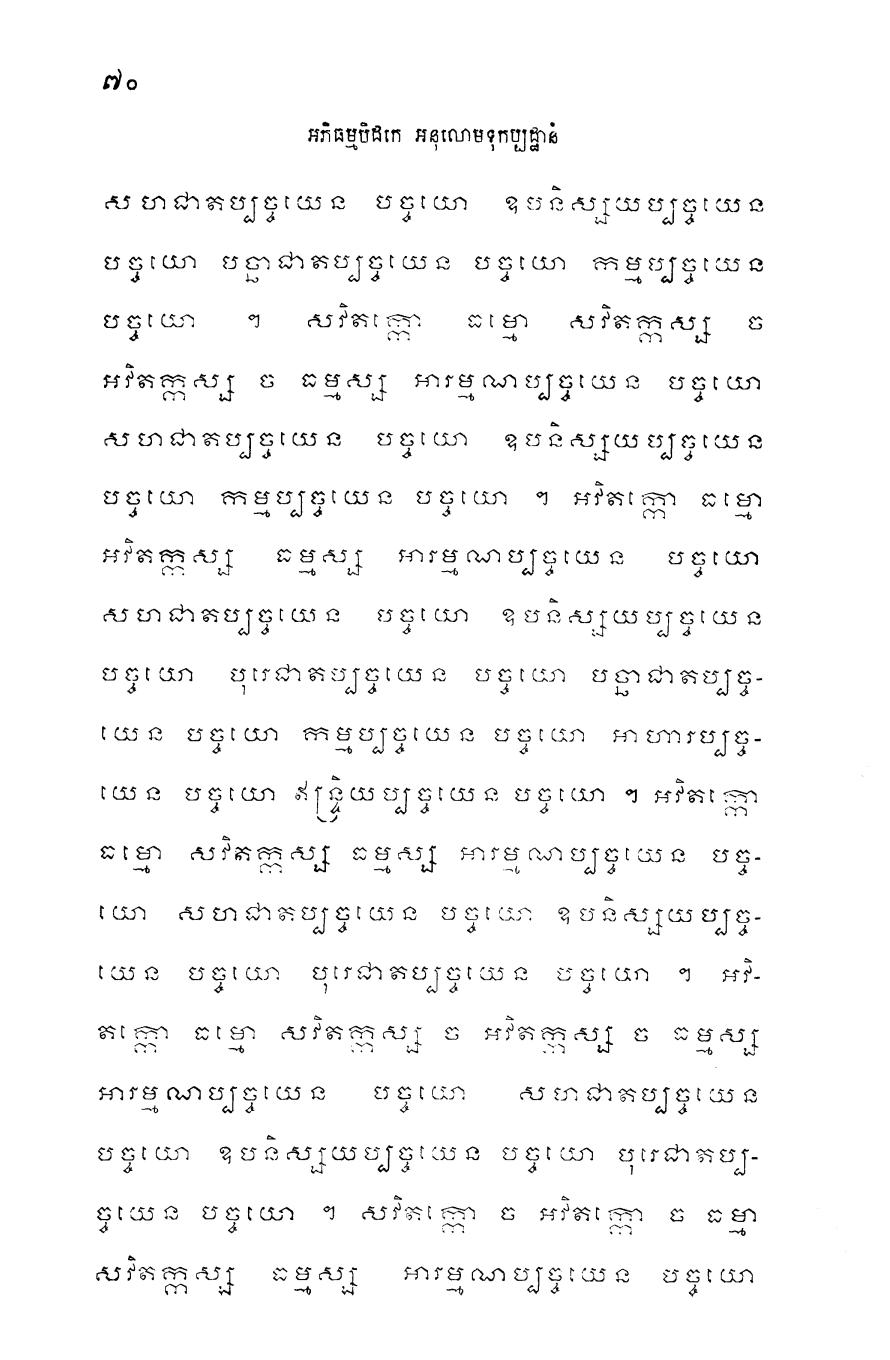 ៧០
អភិធម្មបិដកេ អនុលោមទុកប្បដ្ឋានំ
សហជាតប្បច្ចយេន បច្ចយោ ឧបនិស្សយប្បច្ចយេន
បច្ចយោ បច្ឆាជាតប្បច្ចយេន បច្ចយោ កម្មប្បច្ចយេន
បច្ចយោ ។ សវិតក្កោ ធម្មោ សវិតក្កស្ស ច
អវិតក្កស្ស ច ធម្មស្ស អារម្មណប្បច្ចយេន បច្ចយោ
សហជាតប្បច្ចយេន បច្ចយោ ឧបនិស្សយប្បច្ចយេន
បច្ចយោ កម្មប្បច្ចយេន បច្ចយោ ។ អវិតក្កោ ធម្មោ
អវិតក្កស្ស ធម្មស្ស អារម្មណប្បច្ចយេន បច្ចយោ
សហជាតប្បច្ចយេន បច្ចយោ ឧបនិស្សយប្បច្ចយេន
បច្ចយោ បុរេជាតប្បច្ចយេន បច្ចយោ បច្ឆាជាតប្បច្ច-
យេន បច្ចយោ កម្មប្បច្ចយេន បច្ចយោ អាហារប្បច្ច-
យេន បច្ចយោ ឥន្ទ្រិយប្បច្ចយេន បច្ចយោ ។ អវិតក្កោ
ធម្មោ សវិតក្កស្ស ធម្មស្ស អារម្មណប្បច្ចយេន បច្ច-
យោ សហជាតប្បច្ចយេន បច្ចយោ ឧបនិស្សយប្បច្ច-
យេន បច្ចយោ បុរេជាតប្បច្ចយេន បច្ចយោ ។ អវិ-
តក្កោ ធម្មោ សវិតក្កស្ស ច អវិតក្កស្ស ច ធម្មស្ស
អារម្មណប្បច្ចយេន បច្ចយោ សហជាតប្បច្ចយេន
បច្ចយោ ឧបនិស្សយប្បច្ចយេន បច្ចយោ បុរេជាតប្ប-
ច្ចយេន បច្ចយោ ។ សវិតក្កោ ច អវិតក្កោ ច ធម្មា
សវិតក្កស្ស ធម្មស្ស អារម្មណប្បច្ចយេន បច្ចយោ